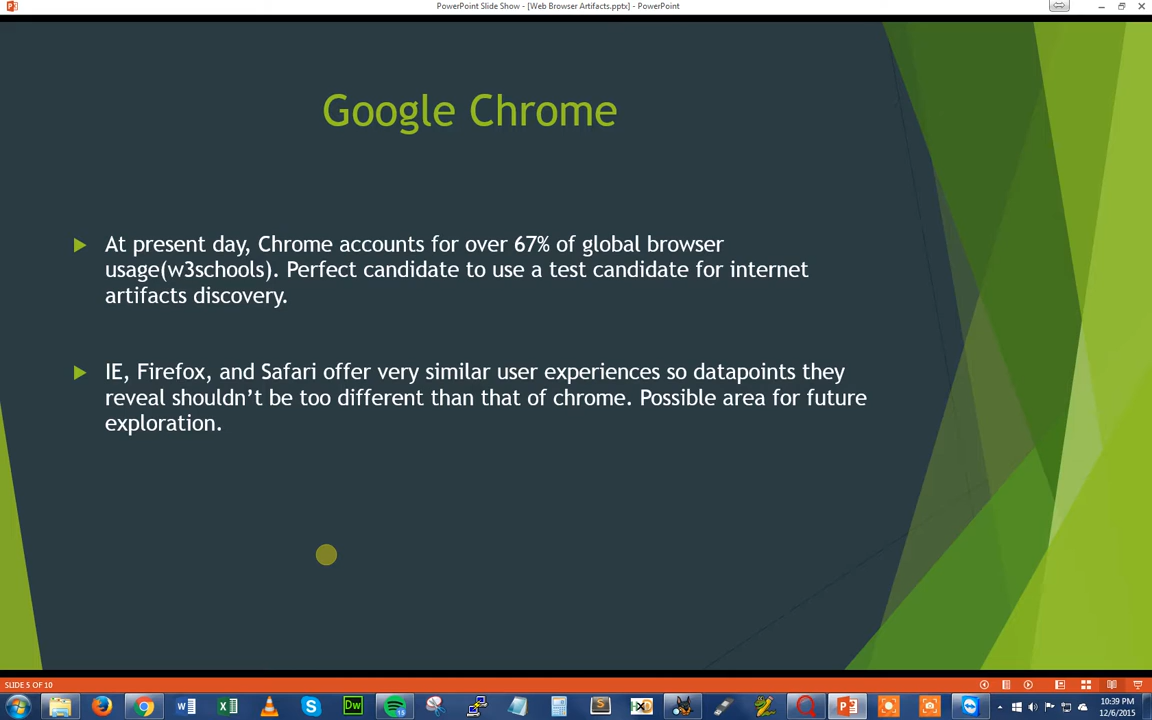 PowerPoint Slide Show - [Web Browser Artifacts.pptx] - PowerPoint
Google Chrome
At present day, Chrome accounts for over 67% of global browser
usage(w3schools). Perfect candidate to use a test candidate for internet
artifacts discovery.
IE, Firefox, and Safari offer very similar user experiences so datapoints they
reveal shouldn’t be too different than that of chrome. Possible area for future
exploration.
SLIDE 5 OF 10
10:39 PM
12/6/2015